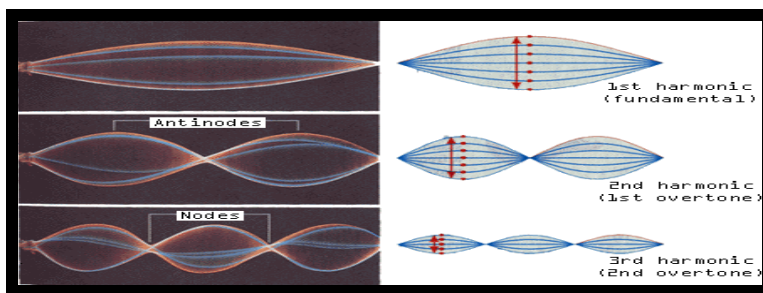 1st harmonic
(fundamental)
Antinodes
2nd harmonic
(1st overtone)
Nodes
3rd harmonic
(2nd overtone)